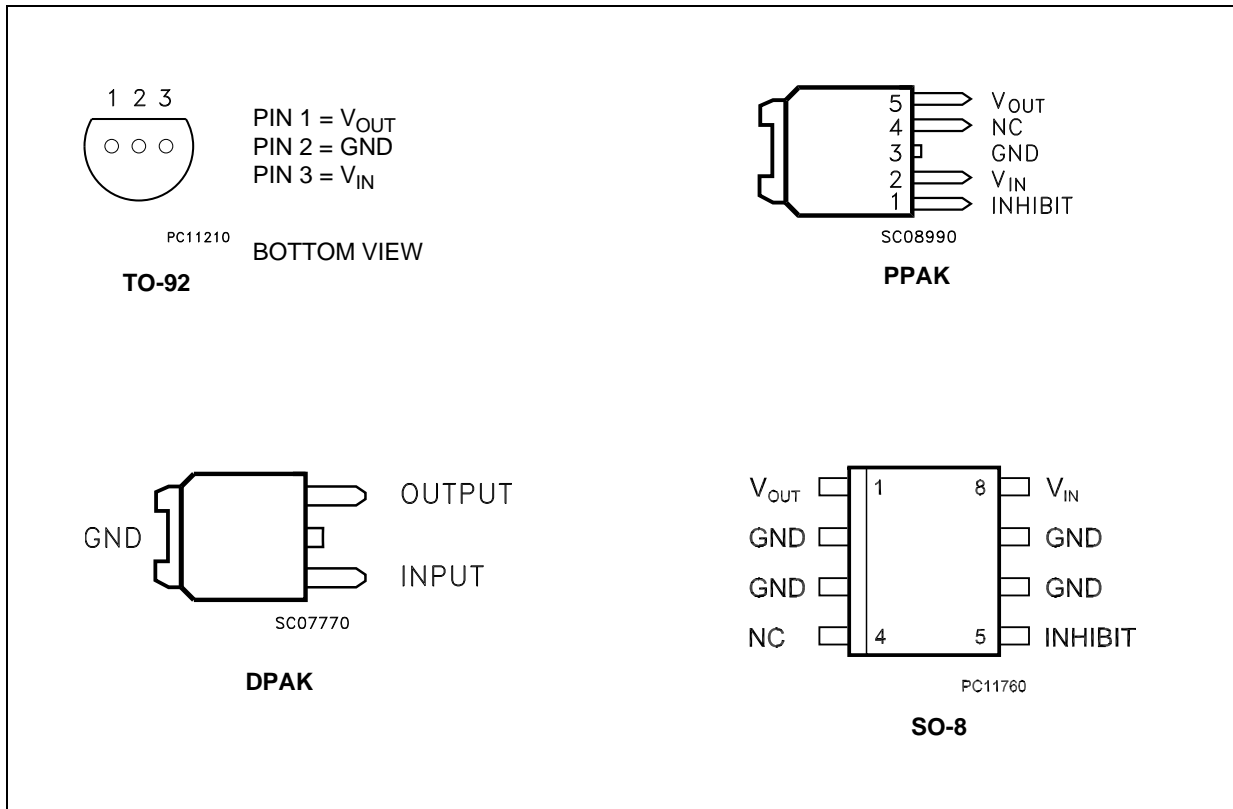 1 2 3
PIN 1 = VOUT
PIN 2 = GND
PIN 3 = VIN
PC11210
BOTTOM VIEW
TO-92
5 VOUT
4 NC
3 GND
2 VIN
1 INHIBIT
SC08990
PPAK
OUTPUT
GND
INPUT
SC07770
DPAK
VOUT 1 8 VIN
GND GND
GND GND
NC 4 5 INHIBIT
PC11760
SO-8